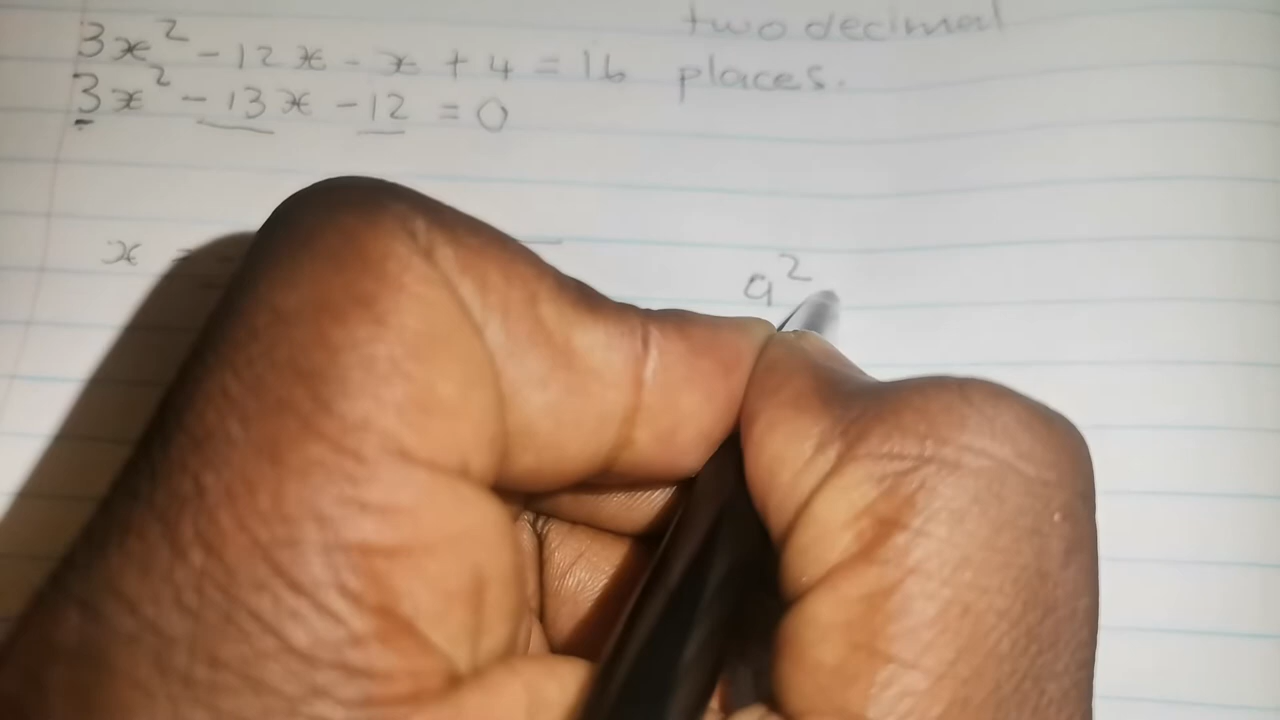 two decimal
3x² - 12x - x + 4 = 16 places.
3x² - 13x - 12 = 0
x =
a²